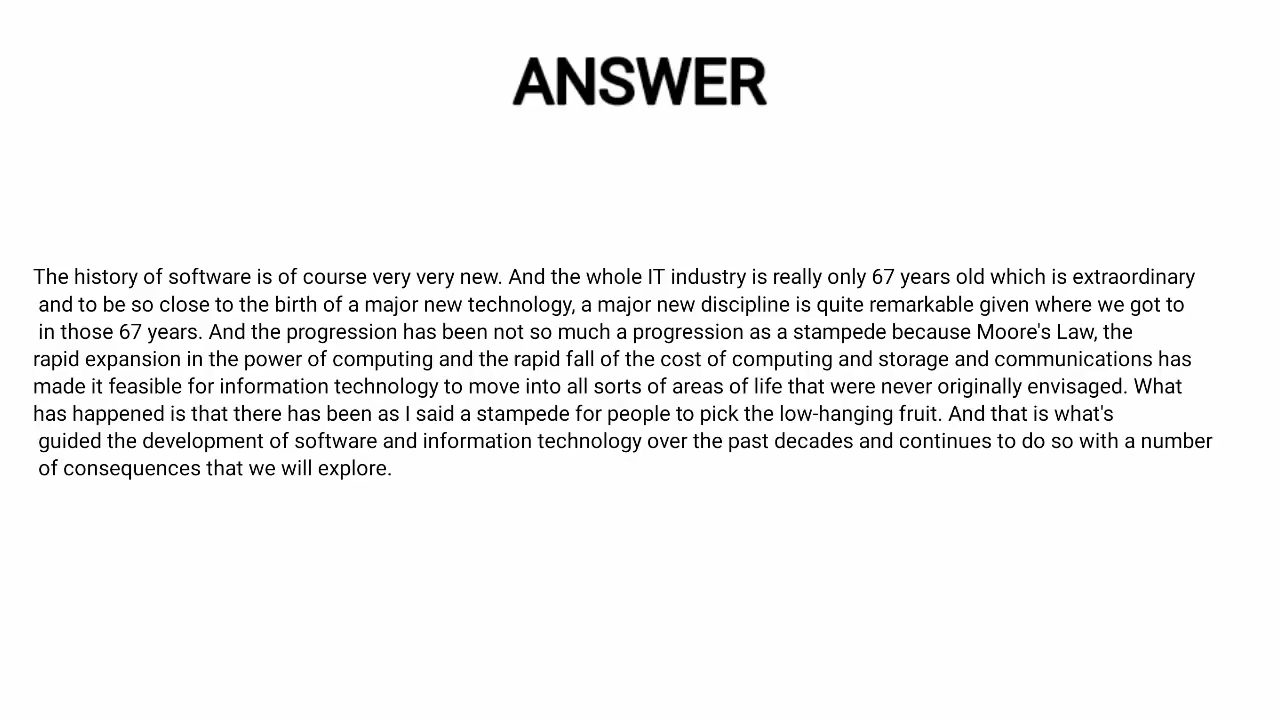 ANSWER
The history of software is of course very very new. And the whole IT industry is really only 67 years old which is extraordinary
and to be so close to the birth of a major new technology, a major new discipline is quite remarkable given where we got to
in those 67 years. And the progression has been not so much a progression as a stampede because Moore's Law, the
rapid expansion in the power of computing and the rapid fall of the cost of computing and storage and communications has
made it feasible for information technology to move into all sorts of areas of life that were never originally envisaged. What
has happened is that there has been as I said a stampede for people to pick the low-hanging fruit. And that is what's
guided the development of software and information technology over the past decades and continues to do so with a number
of consequences that we will explore.